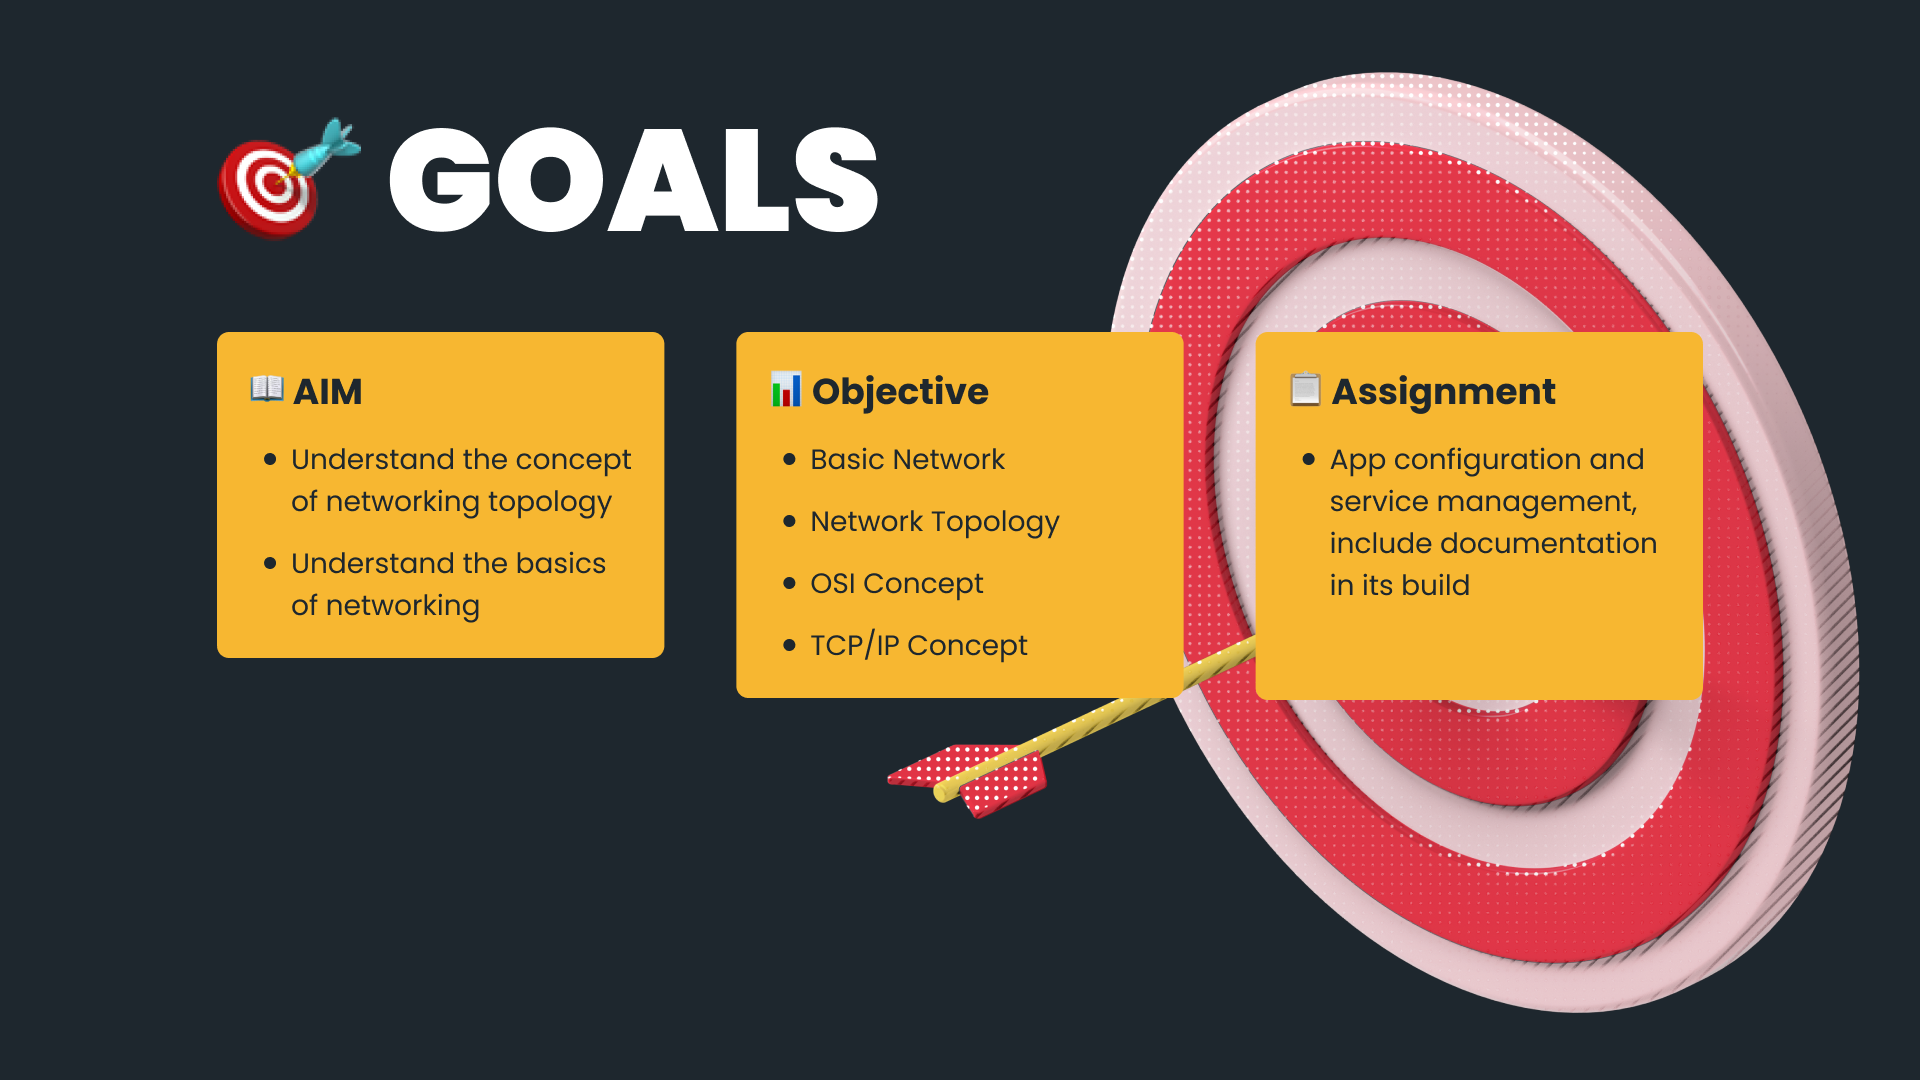 GOALS
AIM
Understand the concept
of networking topology
Understand the basics
of networking
Objective
Basic Network
Network Topology
OSI Concept
TCP/IP Concept
Assignment
App configuration and
service management,
include documentation
in its build